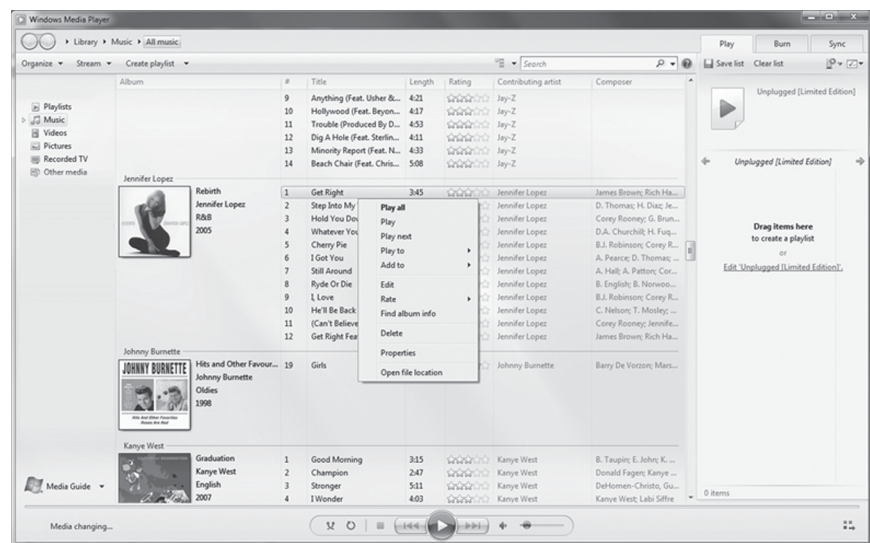 Windows Media Player
Library Music All music
Play Burn Sync
Organize Stream Create playlist Search Save list Clear list
Album # Title Length Rating Contributing artist Composer
Playlists
Music
Videos
Pictures
Recorded TV
Other media
9 Anything (Feat. Usher &... 4:21 Jay-Z
10 Hollywood (Feat. Beyon... 4:17 Jay-Z
11 Trouble (Produced By D... 4:53 Jay-Z
12 Dig A Hole (Feat. Sterlin... 4:11 Jay-Z
13 Minority Report (Feat. N... 4:33 Jay-Z
14 Beach Chair (Feat. Chris... 5:08 Jay-Z
Jennifer Lopez
Rebirth
Jennifer Lopez
R&B
2005
1 Get Right 3:45 Jennifer Lopez James Brown; Rich Ha...
2 Step Into My Jennifer Lopez D. Thomas; H. Diaz; Je...
3 Hold You Do Jennifer Lopez Corey Rooney; G. Brun...
4 Whatever You Jennifer Lopez D.A. Churchill; H. Fuq...
5 Cherry Pie Jennifer Lopez B.J. Robinson; Corey R...
6 I Got You Jennifer Lopez A. Pearce; D. Thomas; ...
7 Still Around Jennifer Lopez A. Hall; A. Patton; Cor...
8 Ryde Or Die Jennifer Lopez B. English; B. Norwoo...
9 I, Love Jennifer Lopez B.J. Robinson; Corey R...
10 He'll Be Back Jennifer Lopez C. Nelson; T. Mosley; ...
11 (Can't Believe Jennifer Lopez Corey Rooney; Jennife...
12 Get Right Fea Jennifer Lopez James Brown; Rich Ha...
Play all
Play
Play next
Play to
Add to
Edit
Rate
Find album info
Delete
Properties
Open file location
Johnny Burnette
JOHNNY BURNETTE
Hits And Other Favorites
Roses Are Red
Hits and Other Favour...
Johnny Burnette
Oldies
1998
19 Girls Johnny Burnette Barry De Vorzon; Mars...
Kanye West
Graduation
Kanye West
English
2007
1 Good Morning 3:15 Kanye West B. Taupin; E. John; K. ...
2 Champion 2:47 Kanye West Donald Fagen; Kanye ...
3 Stronger 5:11 Kanye West DeHomen-Christo, Gu...
4 I Wonder 4:03 Kanye West Kanye West; Labi Siffre
Unplugged [Limited Edition]
Unplugged [Limited Edition]
Drag items here
to create a playlist
or
Edit 'Unplugged [Limited Edition]'.
0 items
Media Guide
Media changing...